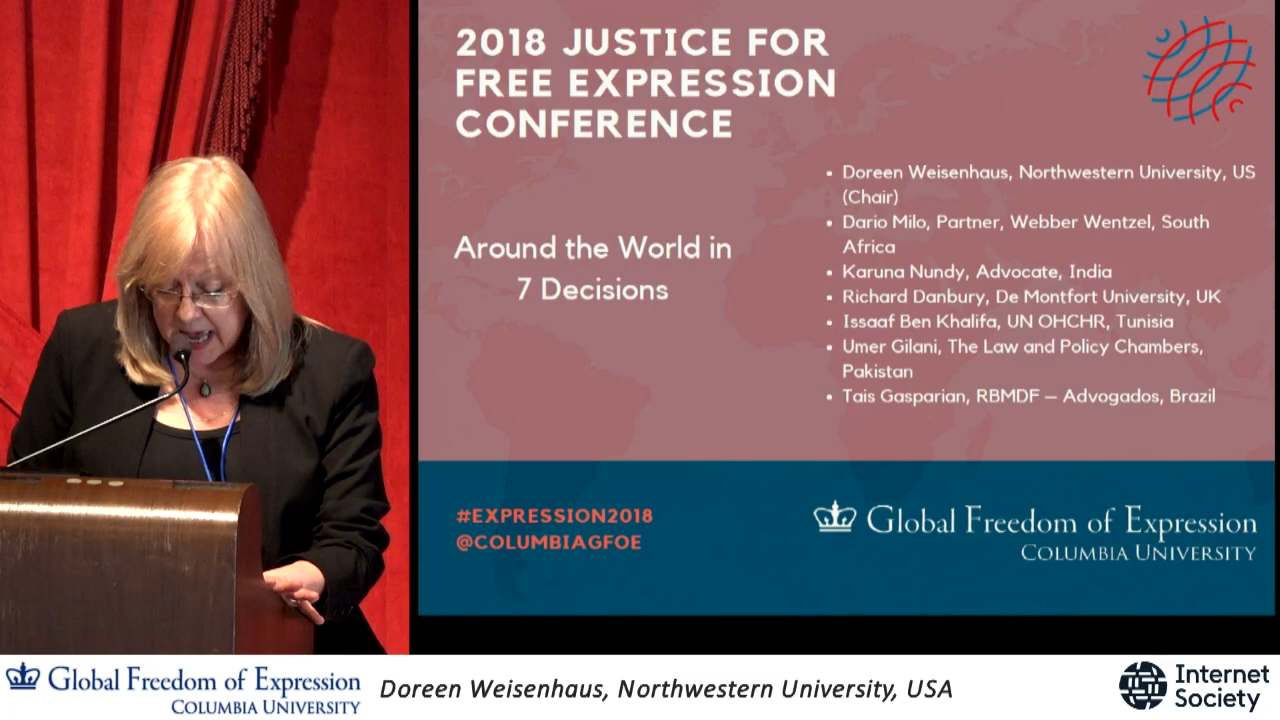 2018 JUSTICE FOR
FREE EXPRESSION
CONFERENCE
Around the World in
7 Decisions
• Doreen Weisenhaus, Northwestern University, US
(Chair)
• Dario Milo, Partner, Webber Wentzel, South
Africa
• Karuna Nundy, Advocate, India
• Richard Danbury, De Montfort University, UK
• Issaaf Ben Khalifa, UN OHCHR, Tunisia
• Umer Gilani, The Law and Policy Chambers,
Pakistan
• Tais Gasparian, RBMDF – Advogados, Brazil
#EXPRESSION2018
@COLUMBIAGFOE
Global Freedom of Expression
COLUMBIA UNIVERSITY
Global Freedom of Expression
COLUMBIA UNIVERSITY
Doreen Weisenhaus, Northwestern University, USA
Internet
Society